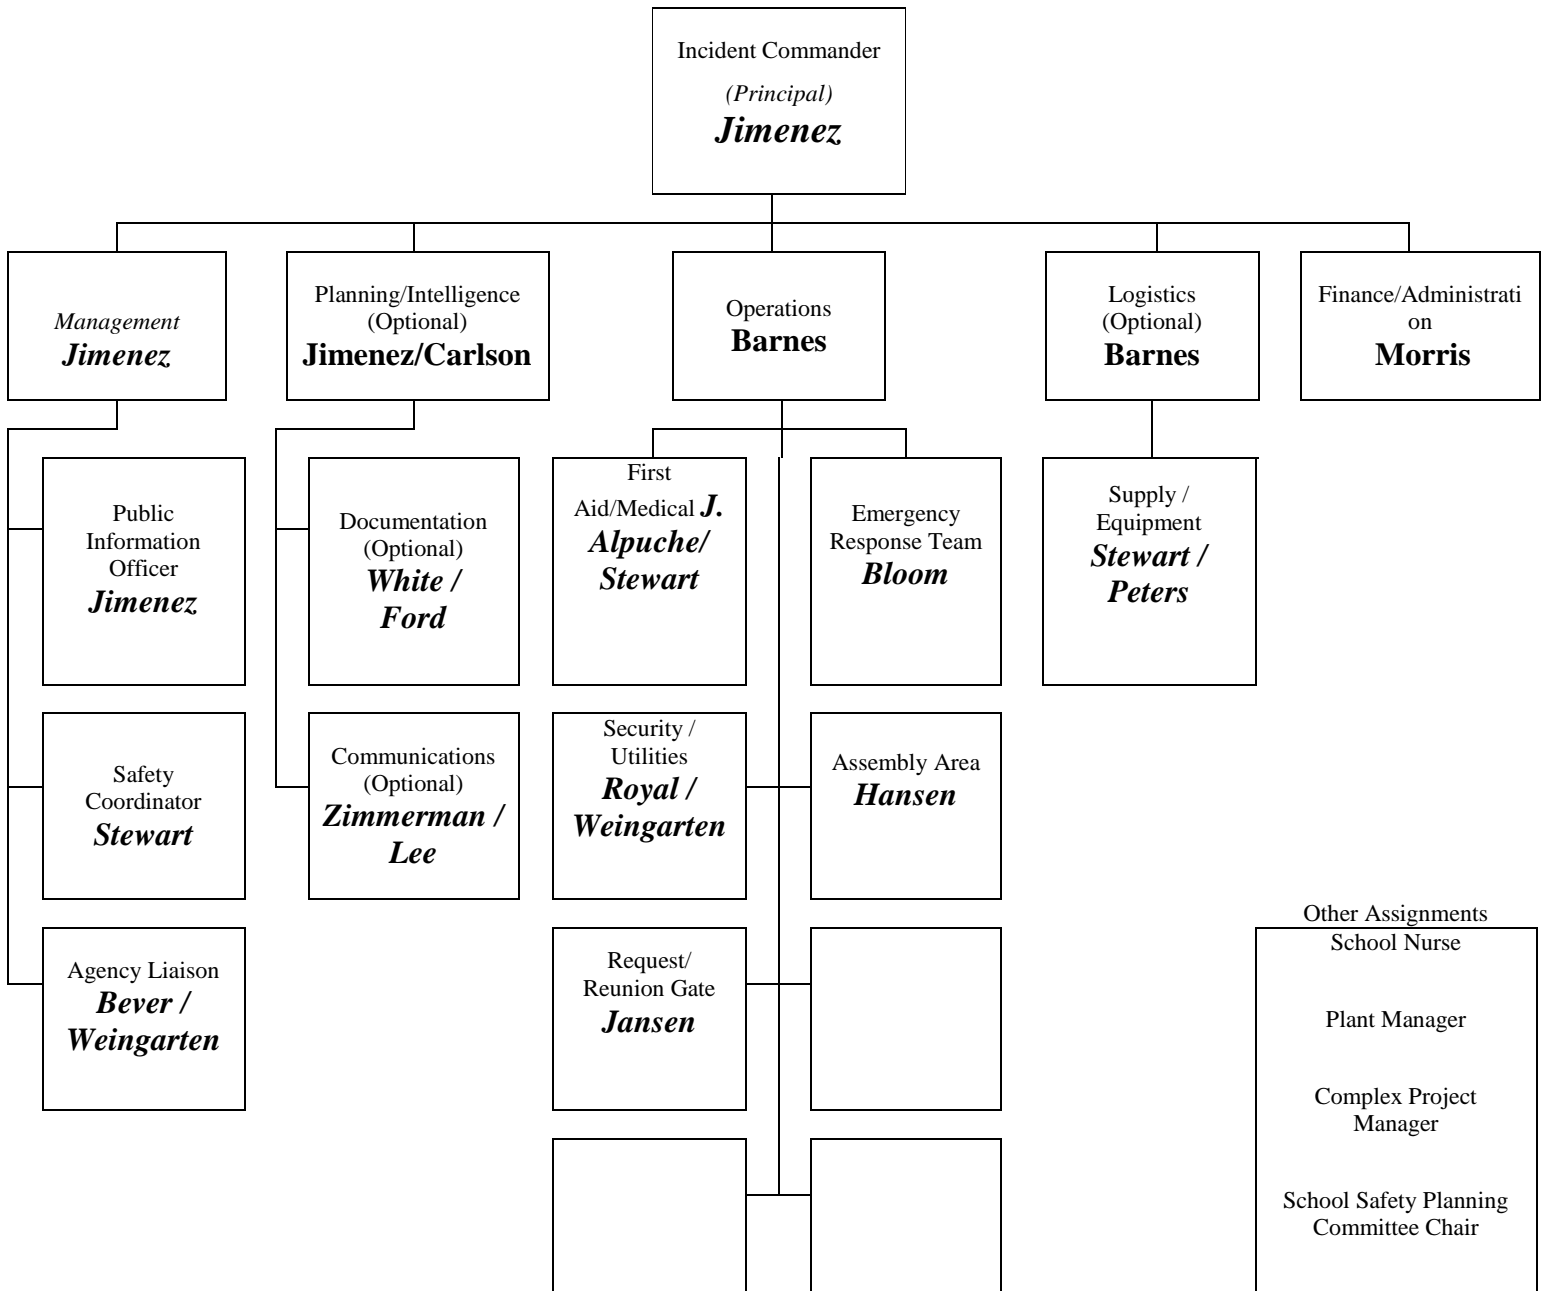 Incident Commander
(Principal)
Jimenez
Management
Jimenez
Planning/Intelligence
(Optional)
Jimenez/Carlson
Operations
Barnes
Logistics
(Optional)
Barnes
Finance/Administrati
on
Morris
Public
Information
Officer
Jimenez
Documentation
(Optional)
White /
Ford
First
Aid/Medical J.
Alpuche/
Stewart
Emergency
Response Team
Bloom
Supply /
Equipment
Stewart /
Peters
Safety
Coordinator
Stewart
Communications
(Optional)
Zimmerman /
Lee
Security /
Utilities
Royal /
Weingarten
Assembly Area
Hansen
Agency Liaison
Bever /
Weingarten
Request/
Reunion Gate
Jansen
Other Assignments
School Nurse
Plant Manager
Complex Project
Manager
School Safety Planning
Committee Chair